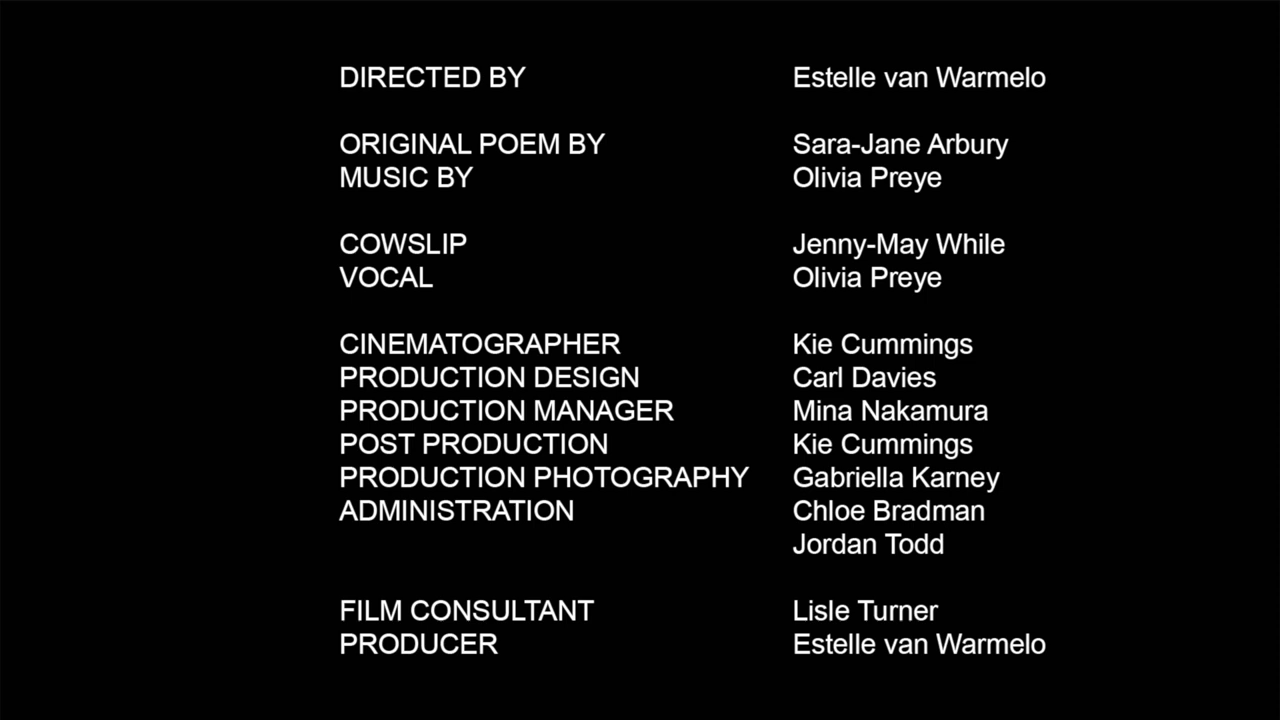 DIRECTED BY Estelle van Warmelo
ORIGINAL POEM BY Sara-Jane Arbury
MUSIC BY Olivia Preye
COWSLIP Jenny-May While
VOCAL Olivia Preye
CINEMATOGRAPHER Kie Cummings
PRODUCTION DESIGN Carl Davies
PRODUCTION MANAGER Mina Nakamura
POST PRODUCTION Kie Cummings
PRODUCTION PHOTOGRAPHY Gabriella Karney
ADMINISTRATION Chloe Bradman
Jordan Todd
FILM CONSULTANT Lisle Turner
PRODUCER Estelle van Warmelo